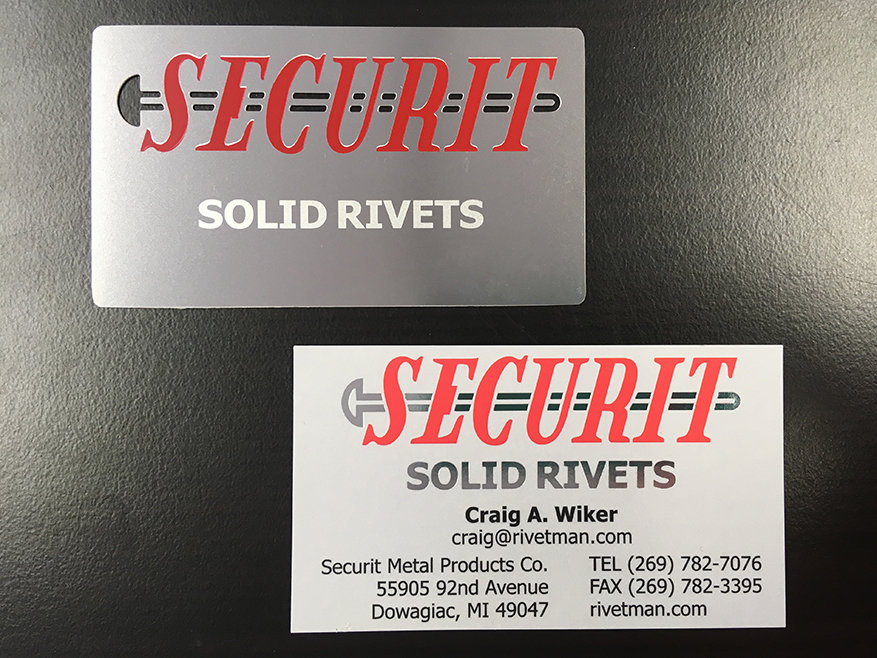 SECURIT
SOLID RIVETS
SECURIT
SOLID RIVETS
Craig A. Wiker
craig@rivetman.com
Securit Metal Products Co.
55905 92nd Avenue
Dowagiac, MI 49047
TEL (269) 782-7076
FAX (269) 782-3395
rivetman.com